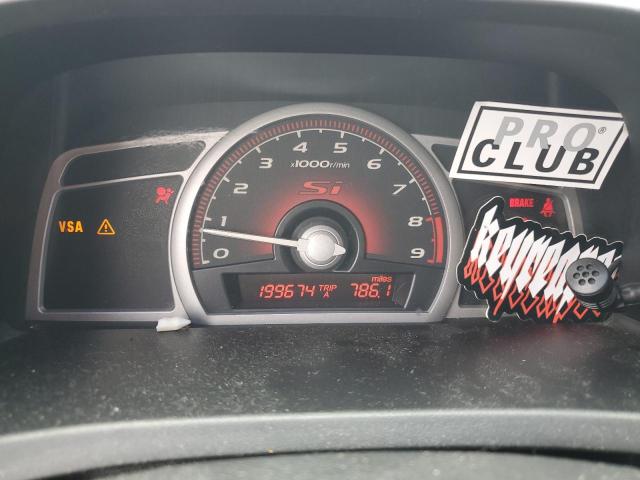 PRO®
CLUB
x1000r/min
0 1 2 3 4 5 6 7 8 9
Si
VSA
BRAKE
miles
199674 TRIP A 786.1